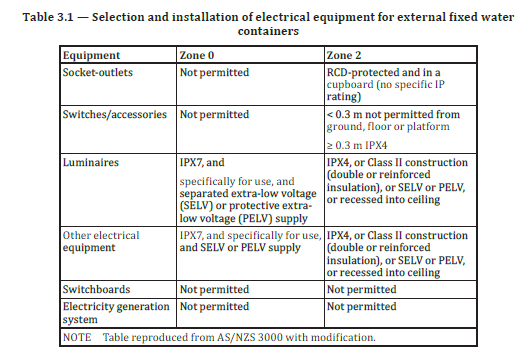 Table 3.1 — Selection and installation of electrical equipment for external fixed water
containers
Equipment Zone 0 Zone 2
Socket-outlets Not permitted RCD-protected and in a
cupboard (no specific IP
rating)
Switches/accessories Not permitted < 0.3 m not permitted from
ground, floor or platform
≥ 0.3 m IPX4
Luminaires IPX7, and IPX4, or Class II construction
specifically for use, and (double or reinforced
separated extra-low voltage insulation), or SELV or PELV,
(SELV) or protective extra- or recessed into ceiling
low voltage (PELV) supply
Other electrical IPX7, and specifically for use, IPX4, or Class II construction
equipment and SELV or PELV supply (double or reinforced
insulation), or SELV or PELV,
or recessed into ceiling
Switchboards Not permitted Not permitted
Electricity generation Not permitted Not permitted
system
NOTE Table reproduced from AS/NZS 3000 with modification.